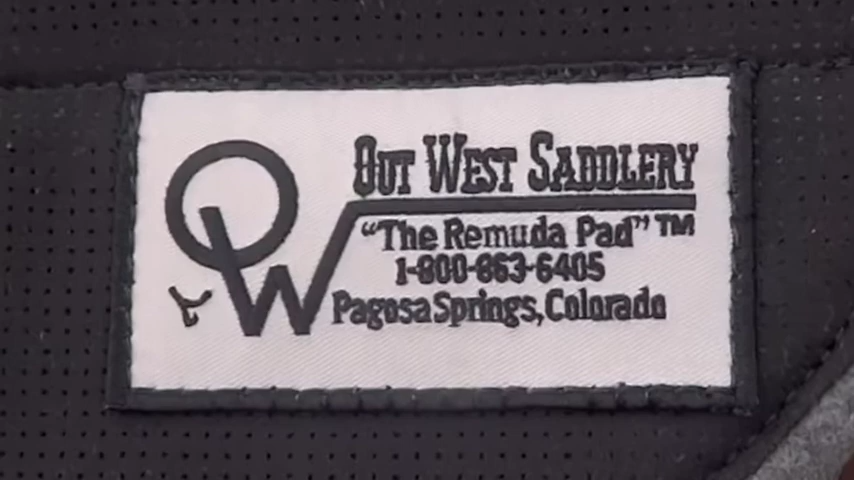 OW
OUT WEST SADDLERY
"The Remuda Pad"™
1-800-863-6405
Pagosa Springs, Colorado